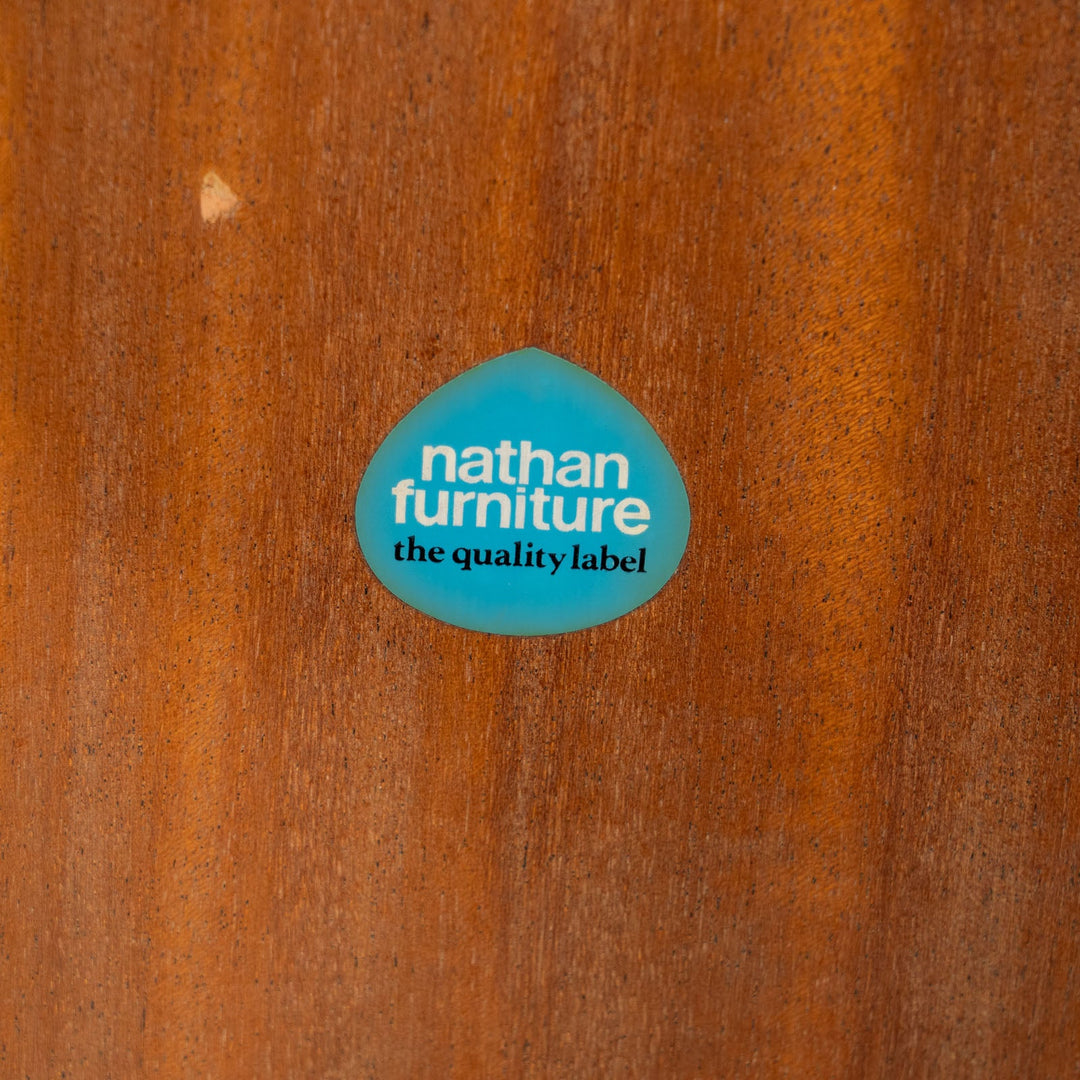 nathan
furniture
the quality label